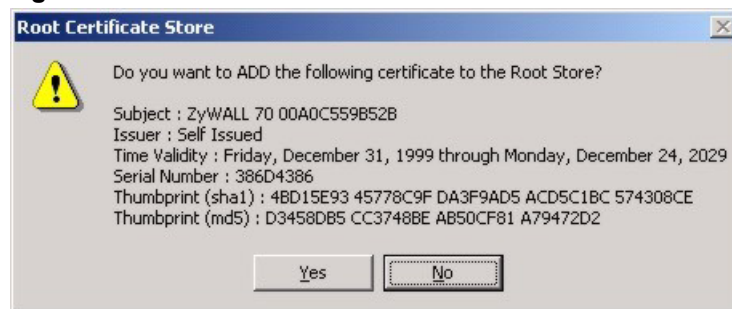 Root Certificate Store
Do you want to ADD the following certificate to the Root Store?
Subject : ZyWALL 70 00A0C559B52B
Issuer : Self Issued
Time Validity : Friday, December 31, 1999 through Monday, December 24, 2029
Serial Number : 386D4386
Thumbprint (sha1) : 4BD15E93 45778C9F DA3F9AD5 ACD5C1BC 574308CE
Thumbprint (md5) : D3458DB5 CC3748BE AB50CF81 A79472D2
Yes No